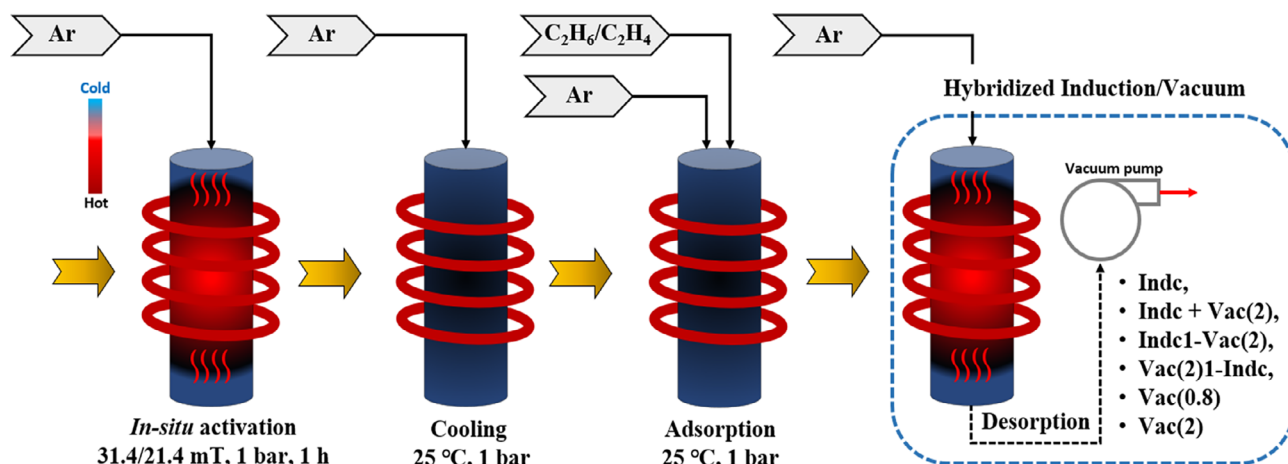 Ar
Ar
C₂H₆/C₂H₄
Ar
Ar
Cold
Hot
Hybridized Induction/Vacuum
Vacuum pump
• Indc,
• Indc + Vac(2),
• Indc1-Vac(2),
• Vac(2)1-Indc,
• Vac(0.8)
• Vac(2)
Desorption
In-situ activation
31.4/21.4 mT, 1 bar, 1 h
Cooling
25 °C, 1 bar
Adsorption
25 °C, 1 bar